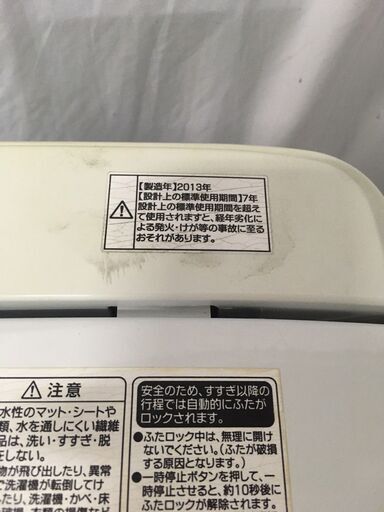 【製造年】2013年
【設計上の標準使用期間】7年
設計上の標準使用期間を超え
て使用されますと、経年劣化に
よる発火・けが等の事故に至る
おそれがあります。
注意
水性のマット・シートや
類、水を通しにくい繊維
品は、洗い・すすぎ・脱
しない。
物が飛び出したり、異常
で洗濯機が転倒してけ
したり、洗濯機・かべ・床
の破損、衣類の損傷など
安全のため、すすぎ以降の
行程では自動的にふたが
ロックされます。
●ふたロック中は、無理に開け
ないでください。(ふたが破損
する原因となります。)
●一時停止ボタンを押して、一
時停止させると、約10秒後に
ふたロックが解除されます。